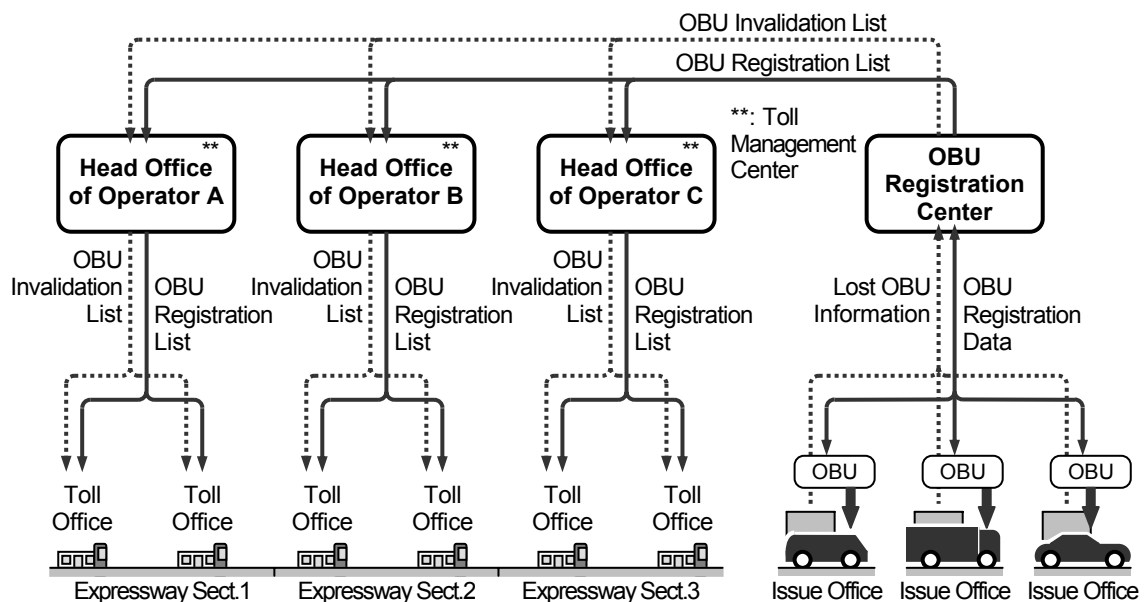 OBU Invalidation List
OBU Registration List
**: Toll
Management
Center
**
Head Office
of Operator A
**
Head Office
of Operator B
**
Head Office
of Operator C
OBU
Registration
Center
OBU
Invalidation
List
OBU
Registration
List
OBU
Invalidation
List
OBU
Registration
List
OBU
Invalidation
List
OBU
Registration
List
Lost OBU
Information
OBU
Registration
Data
OBU
OBU
OBU
Toll
Office
Toll
Office
Toll
Office
Toll
Office
Toll
Office
Toll
Office
Expressway Sect.1
Expressway Sect.2
Expressway Sect.3
Issue Office
Issue Office
Issue Office